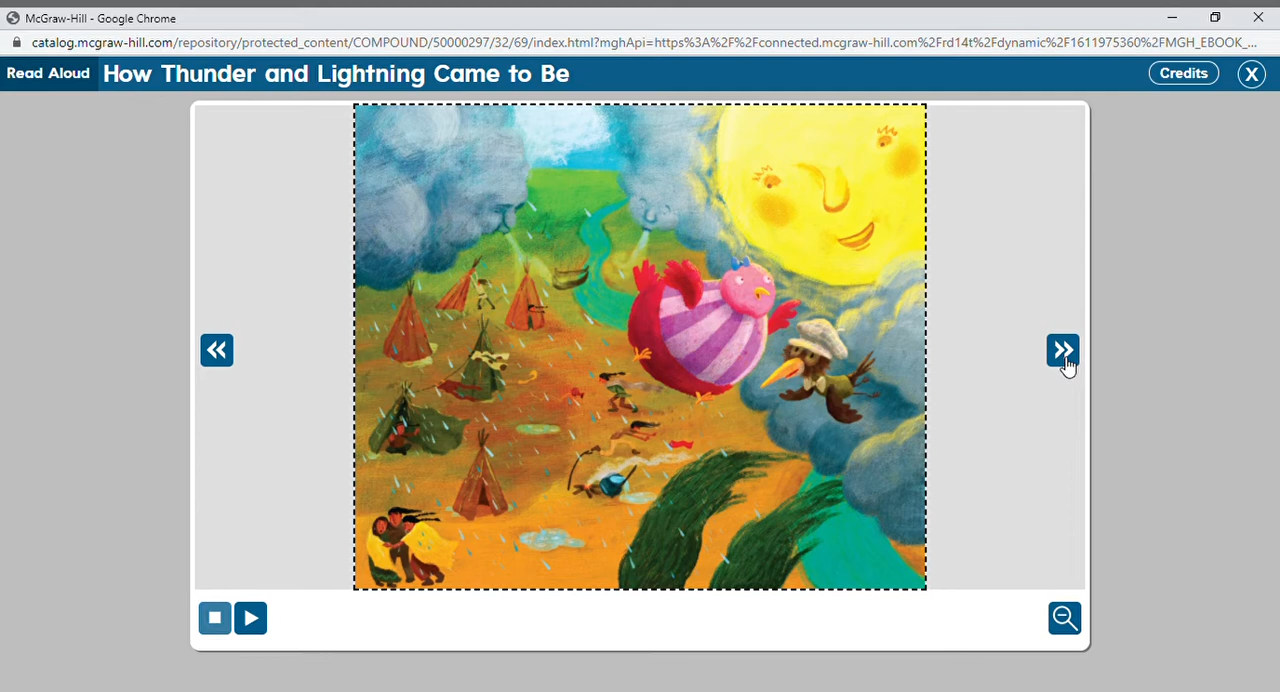 McGraw-Hill - Google Chrome
catalog.mcgraw-hill.com/repository/protected_content/COMPOUND/50000297/32/69/index.html?mghApi=https%3A%2F%2Fconnected.mcgraw-hill.com%2Frd14t%2Fdynamic%2F1611975360%2FMGH_EBOOK_...
Read Aloud How Thunder and Lightning Came to Be Credits X